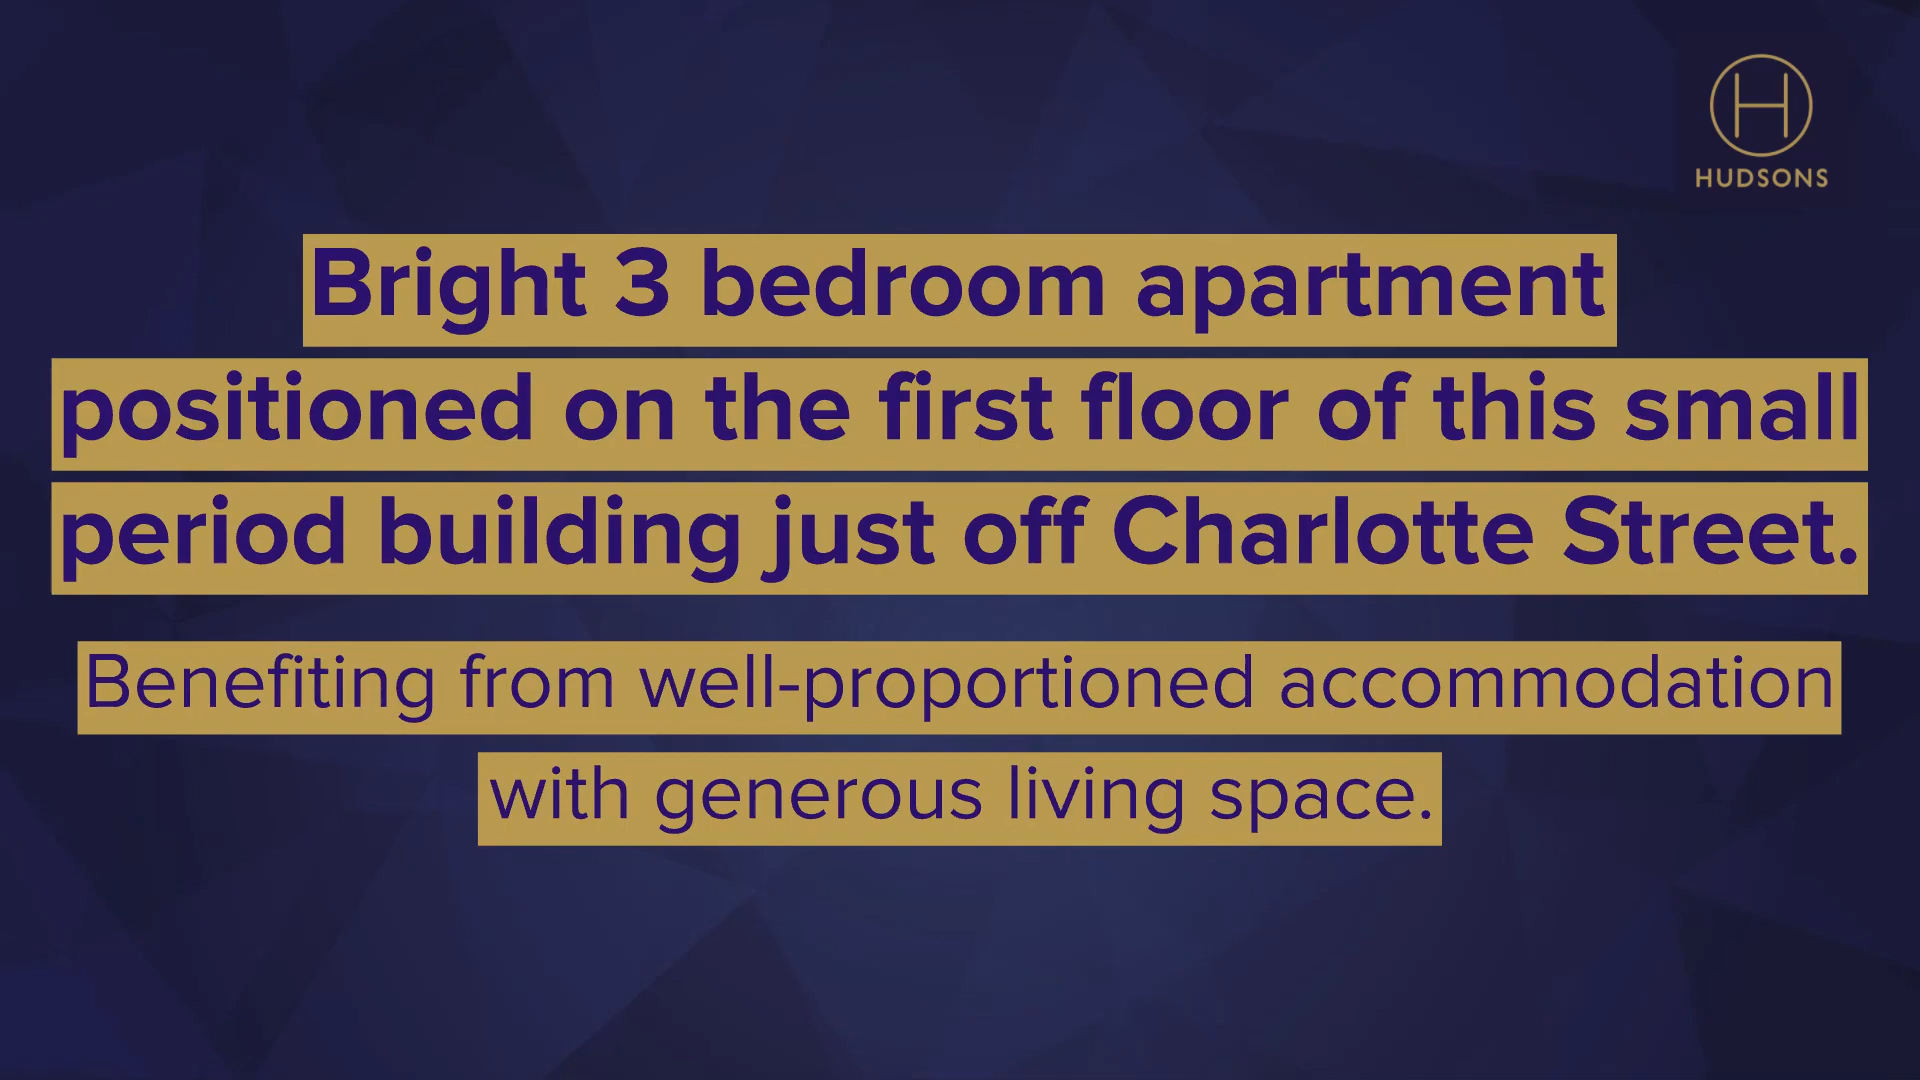 H
HUDSONS
Bright 3 bedroom apartment
positioned on the first floor of this small
period building just off Charlotte Street.
Benefiting from well-proportioned accommodation
with generous living space.